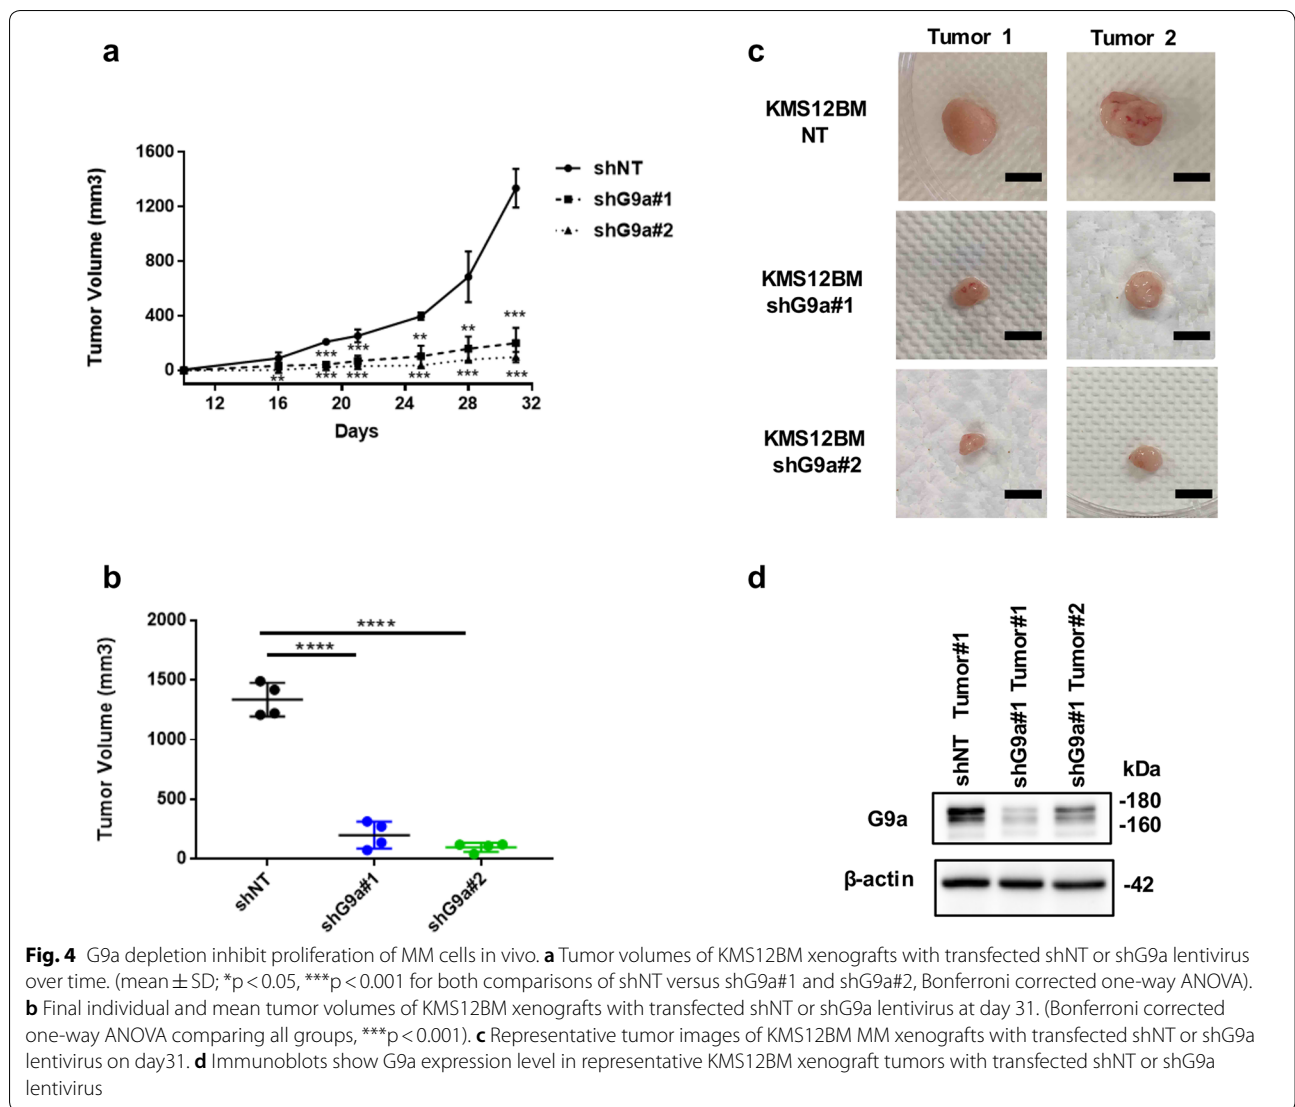 a
1600
1200
800
400
0
Tumor Volume (mm3)
12 16 20 24 28 32
Days
shNT
shG9a#1
shG9a#2
*** *** ** ** ***
** *** *** *** *** ***
b
2000
1500
1000
500
0
Tumor Volume (mm3)
****
****
shNT
shG9a#1
shG9a#2
c
Tumor 1 Tumor 2
KMS12BM
NT
KMS12BM
shG9a#1
KMS12BM
shG9a#2
d
shNT Tumor#1
shG9a#1 Tumor#1
shG9a#1 Tumor#2
kDa
G9a
-180
-160
β-actin
-42
Fig. 4 G9a depletion inhibit proliferation of MM cells in vivo. a Tumor volumes of KMS12BM xenografts with transfected shNT or shG9a lentivirus
over time. (mean ± SD; *p < 0.05, ***p < 0.001 for both comparisons of shNT versus shG9a#1 and shG9a#2, Bonferroni corrected one-way ANOVA).
b Final individual and mean tumor volumes of KMS12BM xenografts with transfected shNT or shG9a lentivirus at day 31. (Bonferroni corrected
one-way ANOVA comparing all groups, ***p < 0.001). c Representative tumor images of KMS12BM MM xenografts with transfected shNT or shG9a
lentivirus on day31. d Immunoblots show G9a expression level in representative KMS12BM xenograft tumors with transfected shNT or shG9a
lentivirus